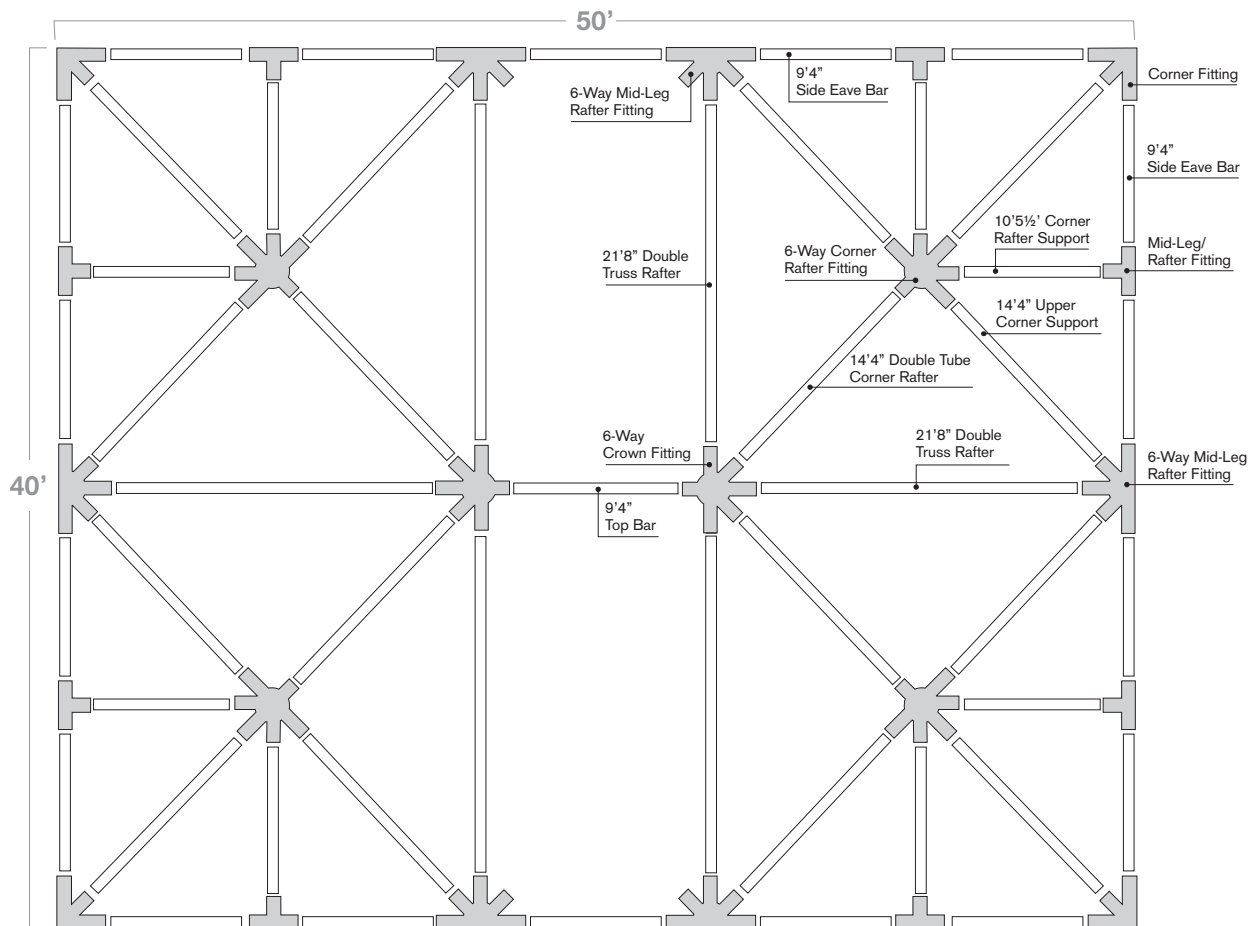 50’
6-Way Mid-Leg
Rafter Fitting
9’4”
Side Eave Bar
Corner Fitting
9’4”
Side Eave Bar
21’8” Double
Truss Rafter
6-Way Corner
Rafter Fitting
10’5½’ Corner
Rafter Support
Mid-Leg/
Rafter Fitting
14’4” Upper
Corner Support
14’4” Double Tube
Corner Rafter
6-Way
Crown Fitting
21’8” Double
Truss Rafter
6-Way Mid-Leg
Rafter Fitting
40’
9’4”
Top Bar